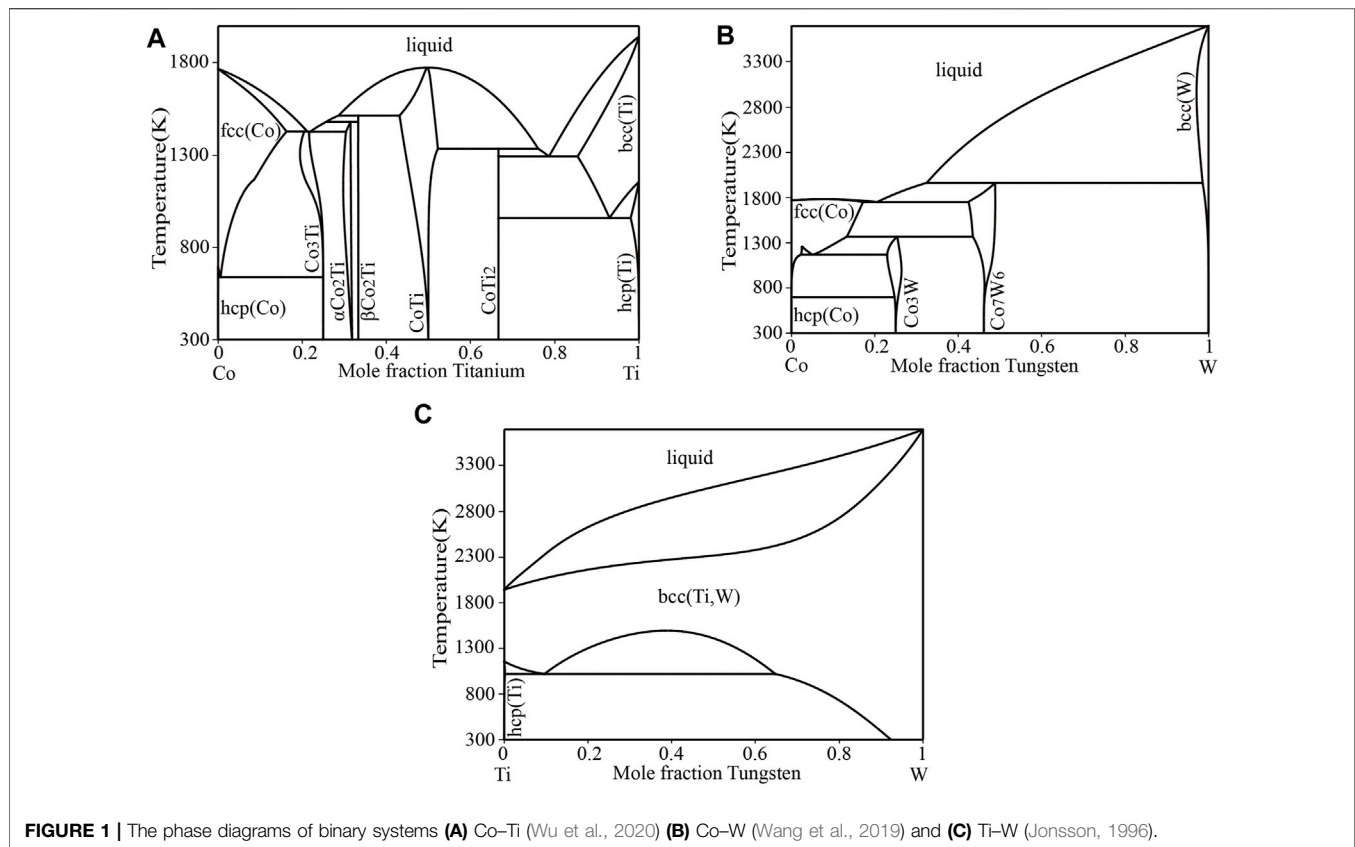 A
liquid
1800
1300
800
300
Temperature(K)
fcc(Co)
hcp(Co)
Co3Ti
αCo2Ti
βCo2Ti
CoTi
CoTi2
bcc(Ti)
hcp(Ti)
0 0.2 0.4 0.6 0.8 1
Co Mole fraction Titanium Ti
B
liquid
3300
2800
2300
1800
1300
800
300
Temperature(K)
fcc(Co)
hcp(Co)
Co3W
Co7W6
bcc(W)
0 0.2 0.4 0.6 0.8 1
Co Mole fraction Tungsten W
C
liquid
3300
2800
2300
1800
1300
800
300
Temperature(K)
bcc(Ti,W)
hcp(Ti)
0 0.2 0.4 0.6 0.8 1
Ti Mole fraction Tungsten W
FIGURE 1 | The phase diagrams of binary systems (A) Co–Ti (Wu et al., 2020) (B) Co–W (Wang et al., 2019) and (C) Ti–W (Jonsson, 1996).